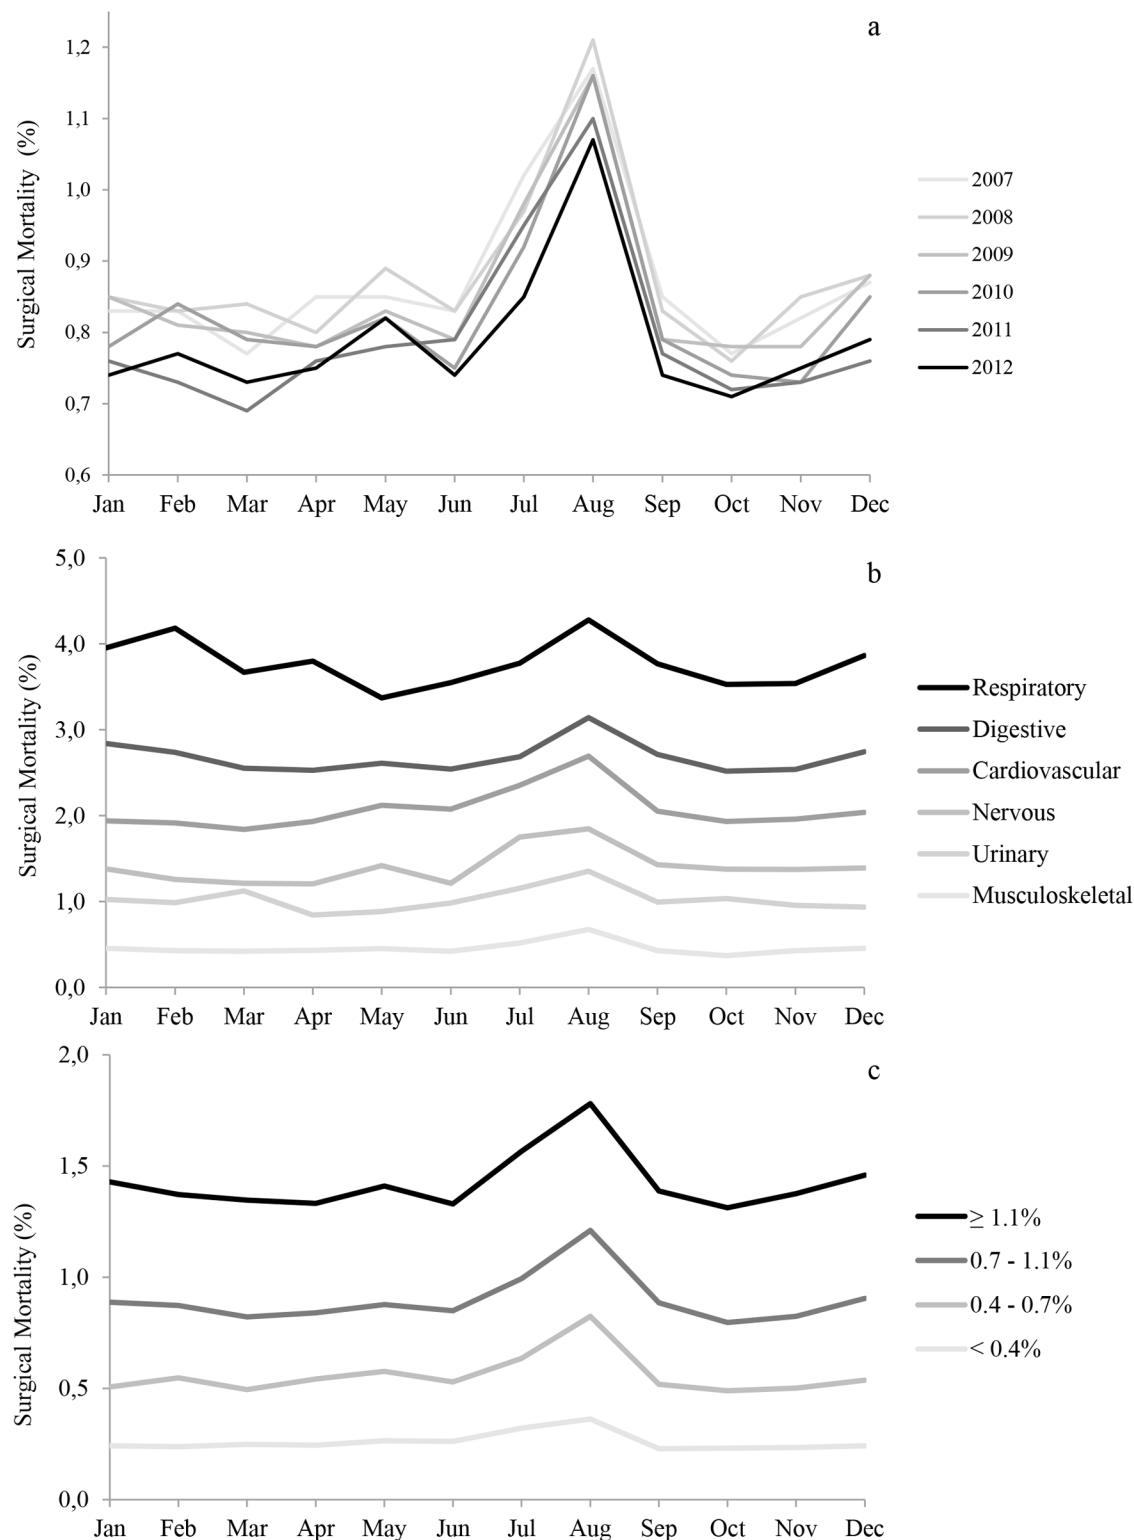 a
1,2
1,1
1,0
0,9
0,8
0,7
0,6
Surgical Mortality (%)
Jan Feb Mar Apr May Jun Jul Aug Sep Oct Nov Dec
2007
2008
2009
2010
2011
2012
b
5,0
4,0
3,0
2,0
1,0
0,0
Surgical Mortality (%)
Jan Feb Mar Apr May Jun Jul Aug Sep Oct Nov Dec
Respiratory
Digestive
Cardiovascular
Nervous
Urinary
Musculoskeletal
c
2,0
1,5
1,0
0,5
0,0
Surgical Mortality (%)
Jan Feb Mar Apr May Jun Jul Aug Sep Oct Nov Dec
≥ 1.1%
0.7 - 1.1%
0.4 - 0.7%
< 0.4%